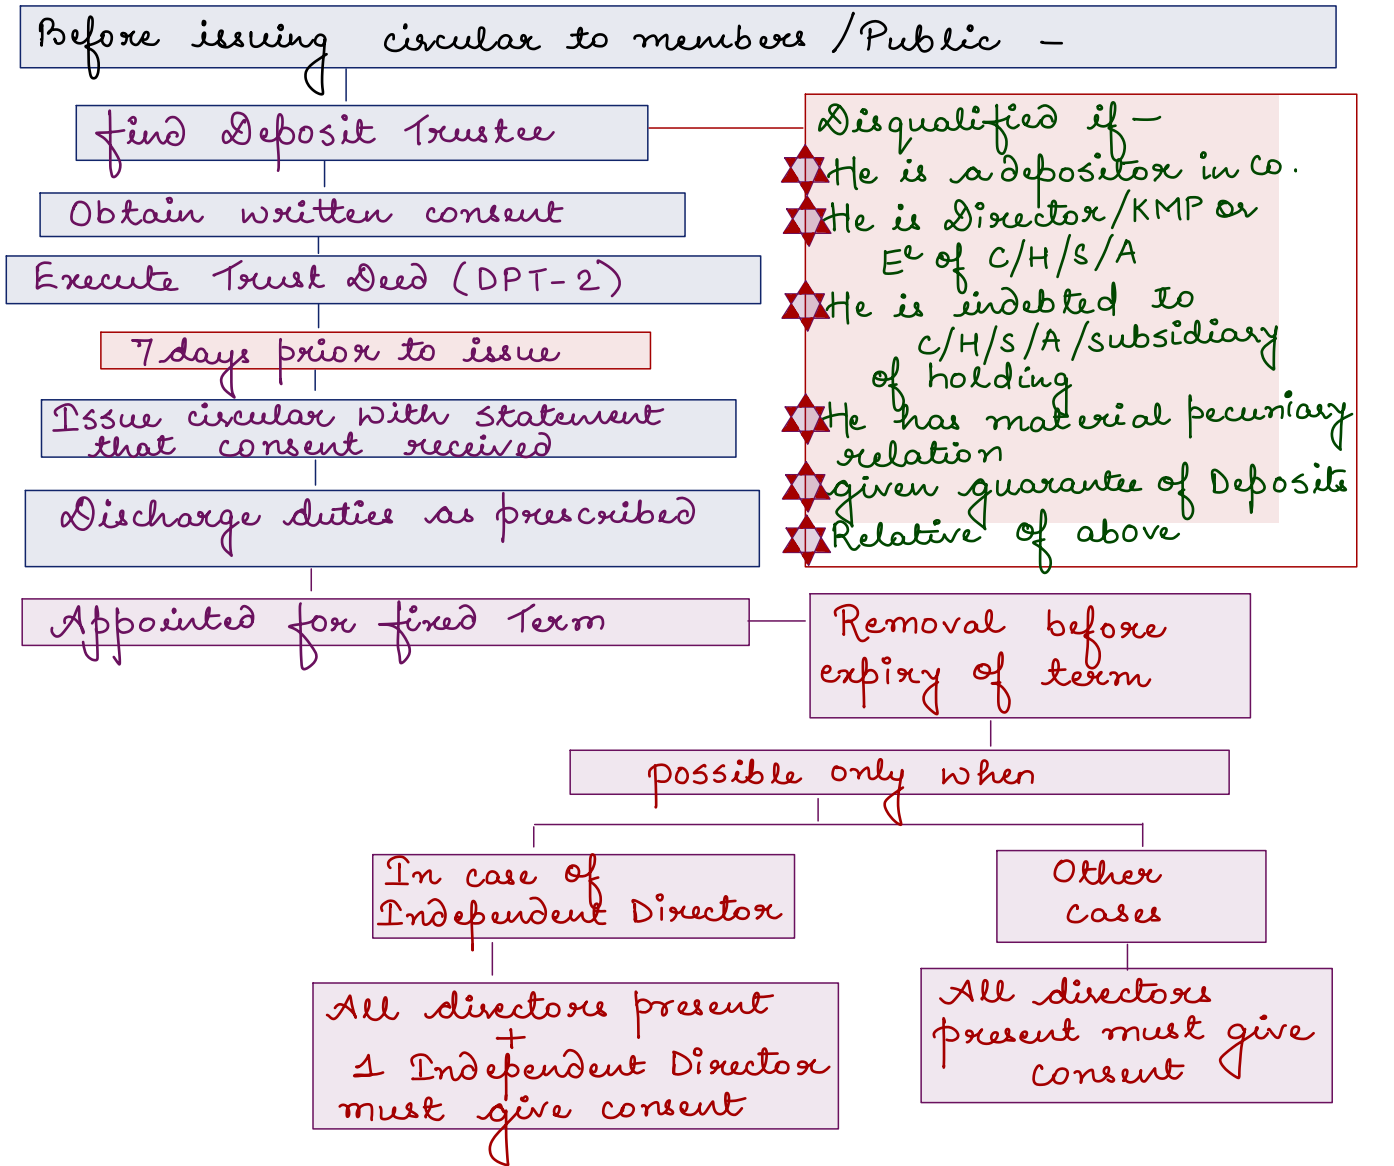 Before issuing circular to members /Public -
find Deposit Trustee
Obtain written consent
Execute Trust Deed (DPT-2)
7 days prior to issue
Issue circular with statement
that consent received
Discharge duties as prescribed
Appointed for fixed Term
Disqualified if -
He is a depositor in co.
He is Director/KMP or
Ee of C/H/S/A
He is indebted to
C/H/S/A/subsidiary
of holding
He has material pecuniary
relation
given guarantee of Deposits
Relative of above
Removal before
expiry of term
possible only when
In case of
Independent Director
All directors present
+
1 Independent Director
must give consent
Other
cases
All directors
present must give
consent